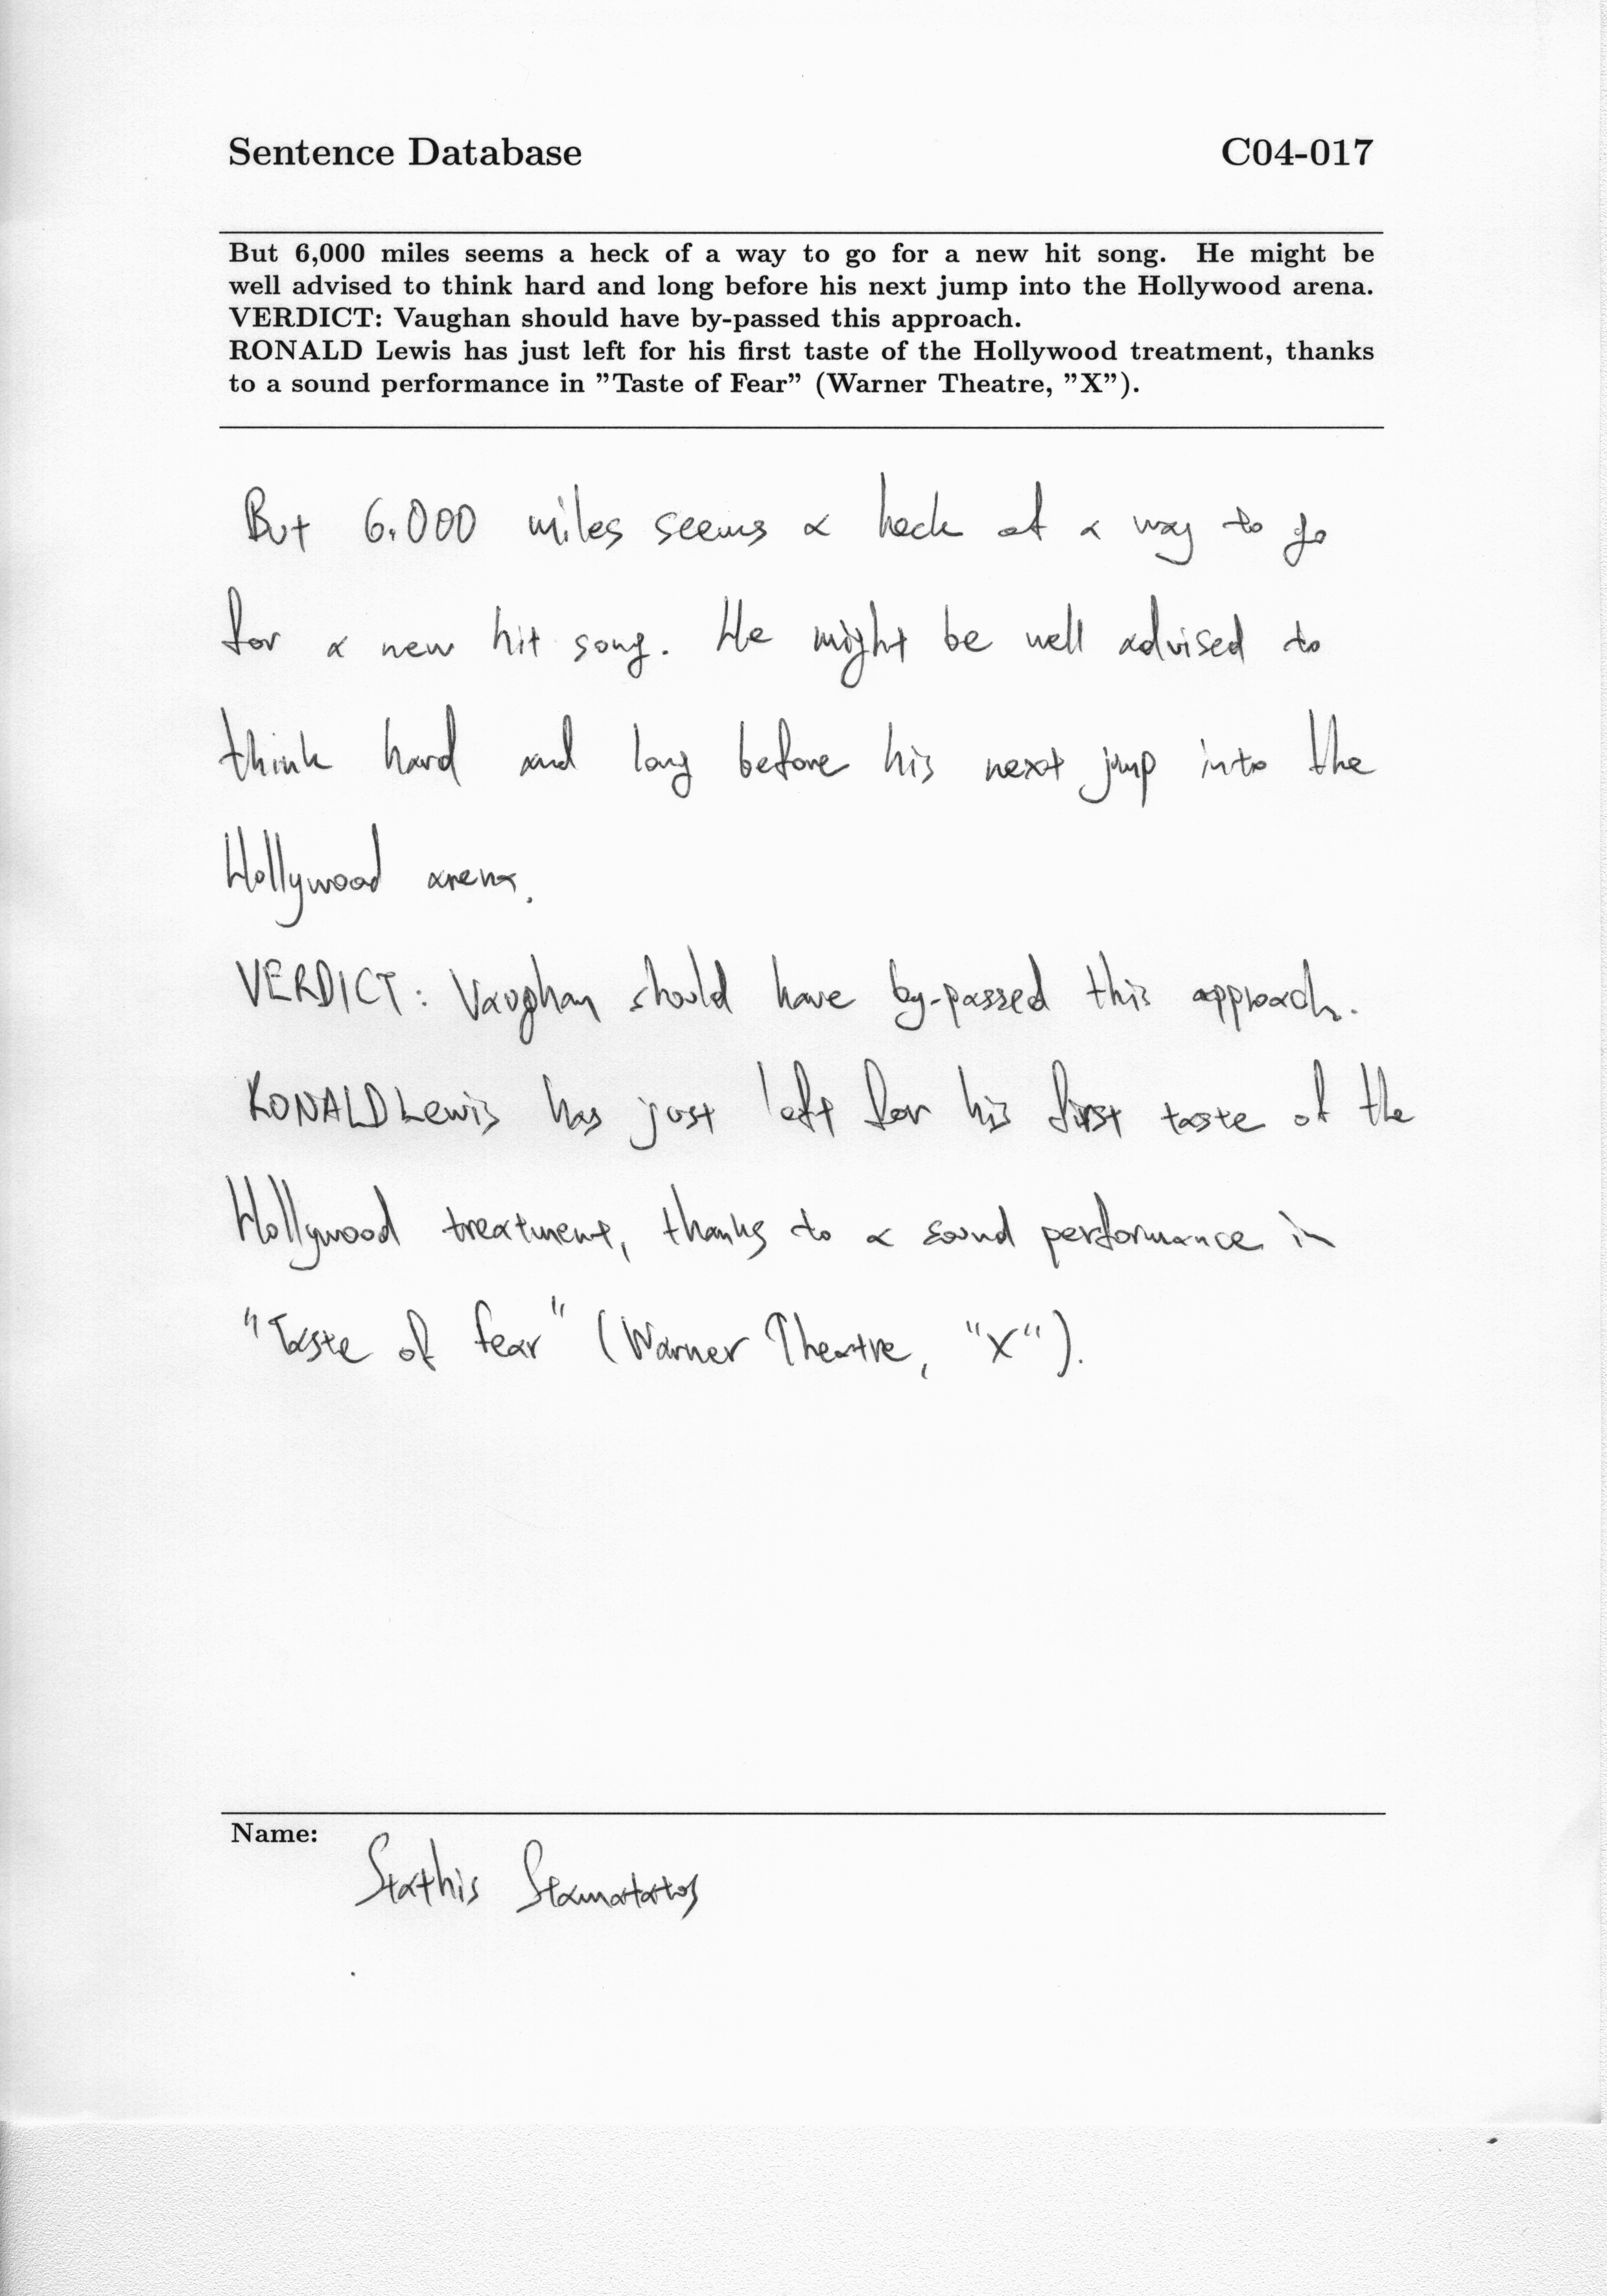 Sentence Database C04-017
But 6,000 miles seems a heck of a way to go for a new hit song. He might be
well advised to think hard and long before his next jump into the Hollywood arena.
VERDICT: Vaughan should have by-passed this approach.
RONALD Lewis has just left for his first taste of the Hollywood treatment, thanks
to a sound performance in ”Taste of Fear” (Warner Theatre, ”X”).
But 6.000 miles seems a heck of a way to go
for a new hit song. He might be well advised to
think hard and long before his next jump into the
Hollywood arena.
VERDICT: Vaughan should have by-passed this approach.
RONALD Lewis has just left for his first taste of the
Hollywood treatment, thanks to a sound performance in
"Taste of fear" (Warner Theatre, "X").
Name:
Stathis Stamatatos